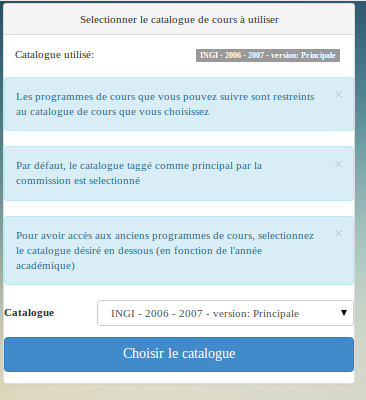 Selectionner le catalogue de cours à utiliser
Catalogue utilisé:
INGI - 2006 - 2007 - version: Principale
Les programmes de cours que vous pouvez suivre sont restreints
au catalogue de cours que vous choisissez
×
Par défaut, le catalogue taggé comme principal par la
commission est selectionné
×
Pour avoir accès aux anciens programmes de cours, selectionnez
le catalogue désiré en dessous (en fonction de l'année
académique)
×
Catalogue
INGI - 2006 - 2007 - version: Principale
Choisir le catalogue